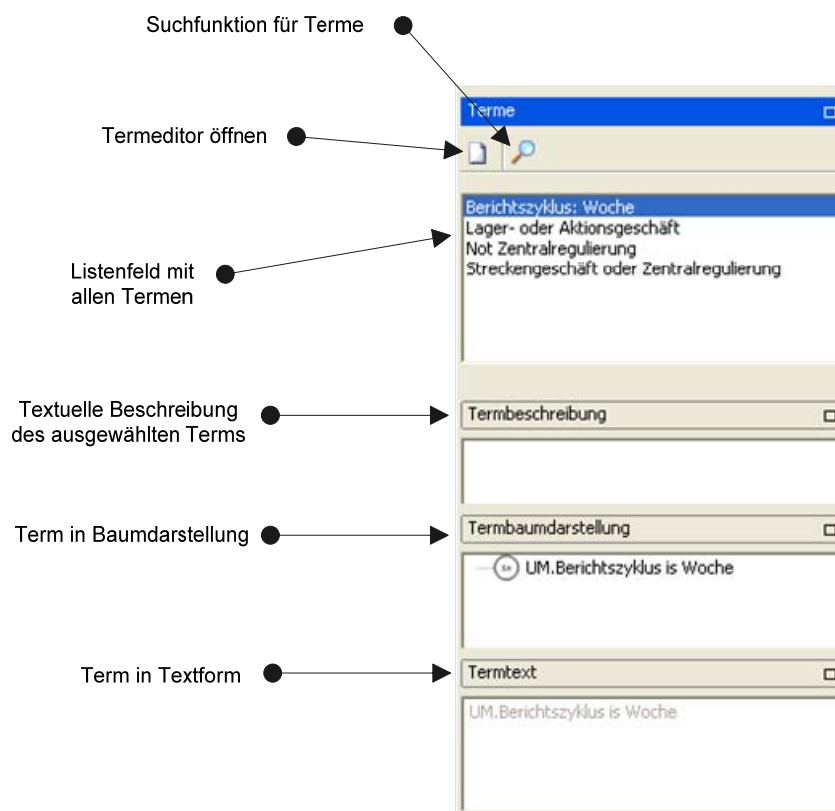 Suchfunktion für Terme
Terme
Termeditor öffnen
Berichtszyklus: Woche
Lager- oder Aktionsgeschäft
Not Zentralregulierung
Streckengeschäft oder Zentralregulierung
Listenfeld mit
allen Termen
Textuelle Beschreibung
des ausgewählten Terms
Termbeschreibung
Term in Baumdarstellung
Termbaumdarstellung
UM.Berichtszyklus is Woche
Term in Textform
Termtext
UM.Berichtszyklus is Woche